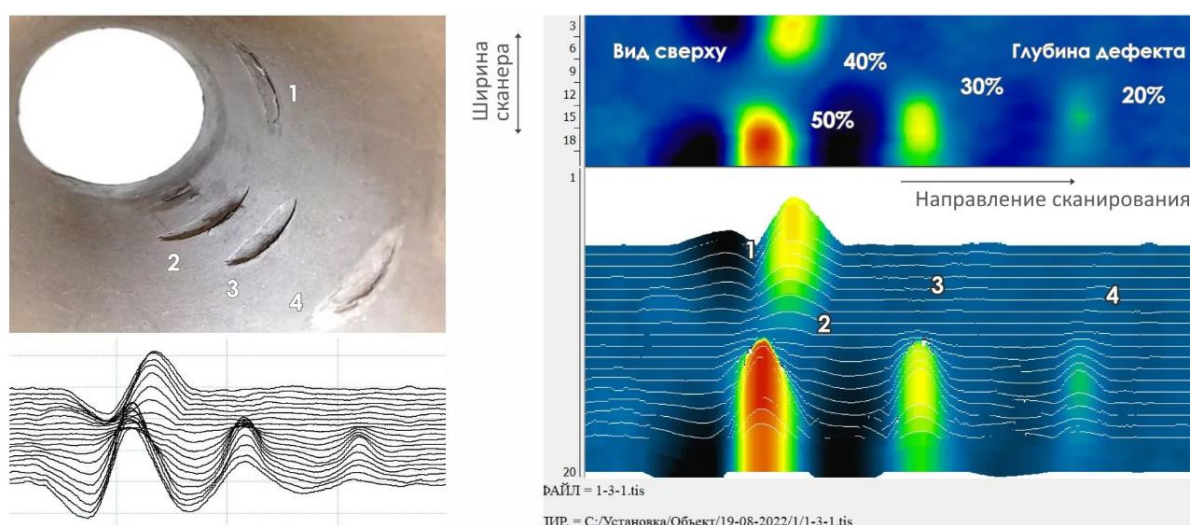 1
2
3
4
Ширина
сканера
3
6
9
12
15
18
Вид сверху
Глубина дефекта
40%
30%
20%
50%
1
Направление сканирования
1
3
4
2
20
ФАЙЛ = 1-3-1.tis
ДИР. = C:/Установка/Объект/19-08-2022/1/1-3-1.tis